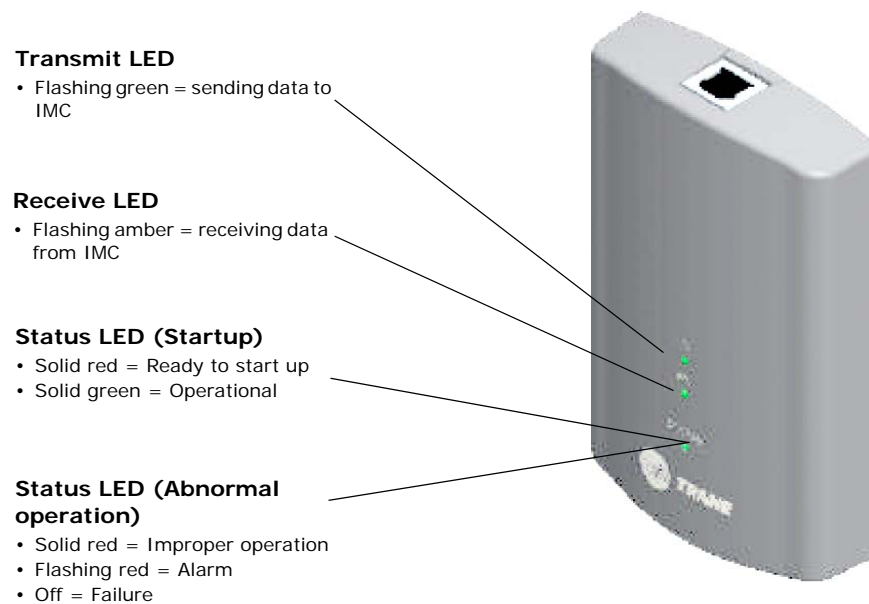 Transmit LED
• Flashing green = sending data to
IMC
Receive LED
• Flashing amber = receiving data
from IMC
Status LED (Startup)
• Solid red = Ready to start up
• Solid green = Operational
Status LED (Abnormal
operation)
• Solid red = Improper operation
• Flashing red = Alarm
• Off = Failure
TRANE